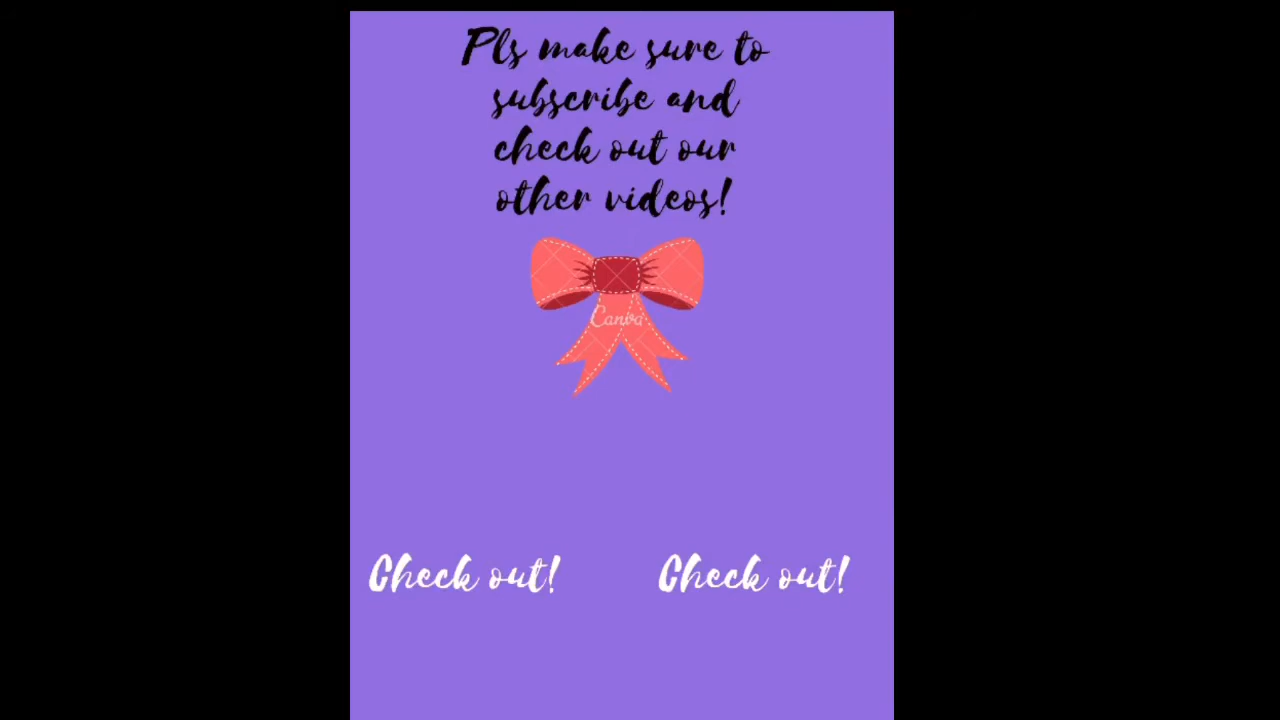 Pls make sure to
subscribe and
check out our
other videos!
Canva
Check out! Check out!